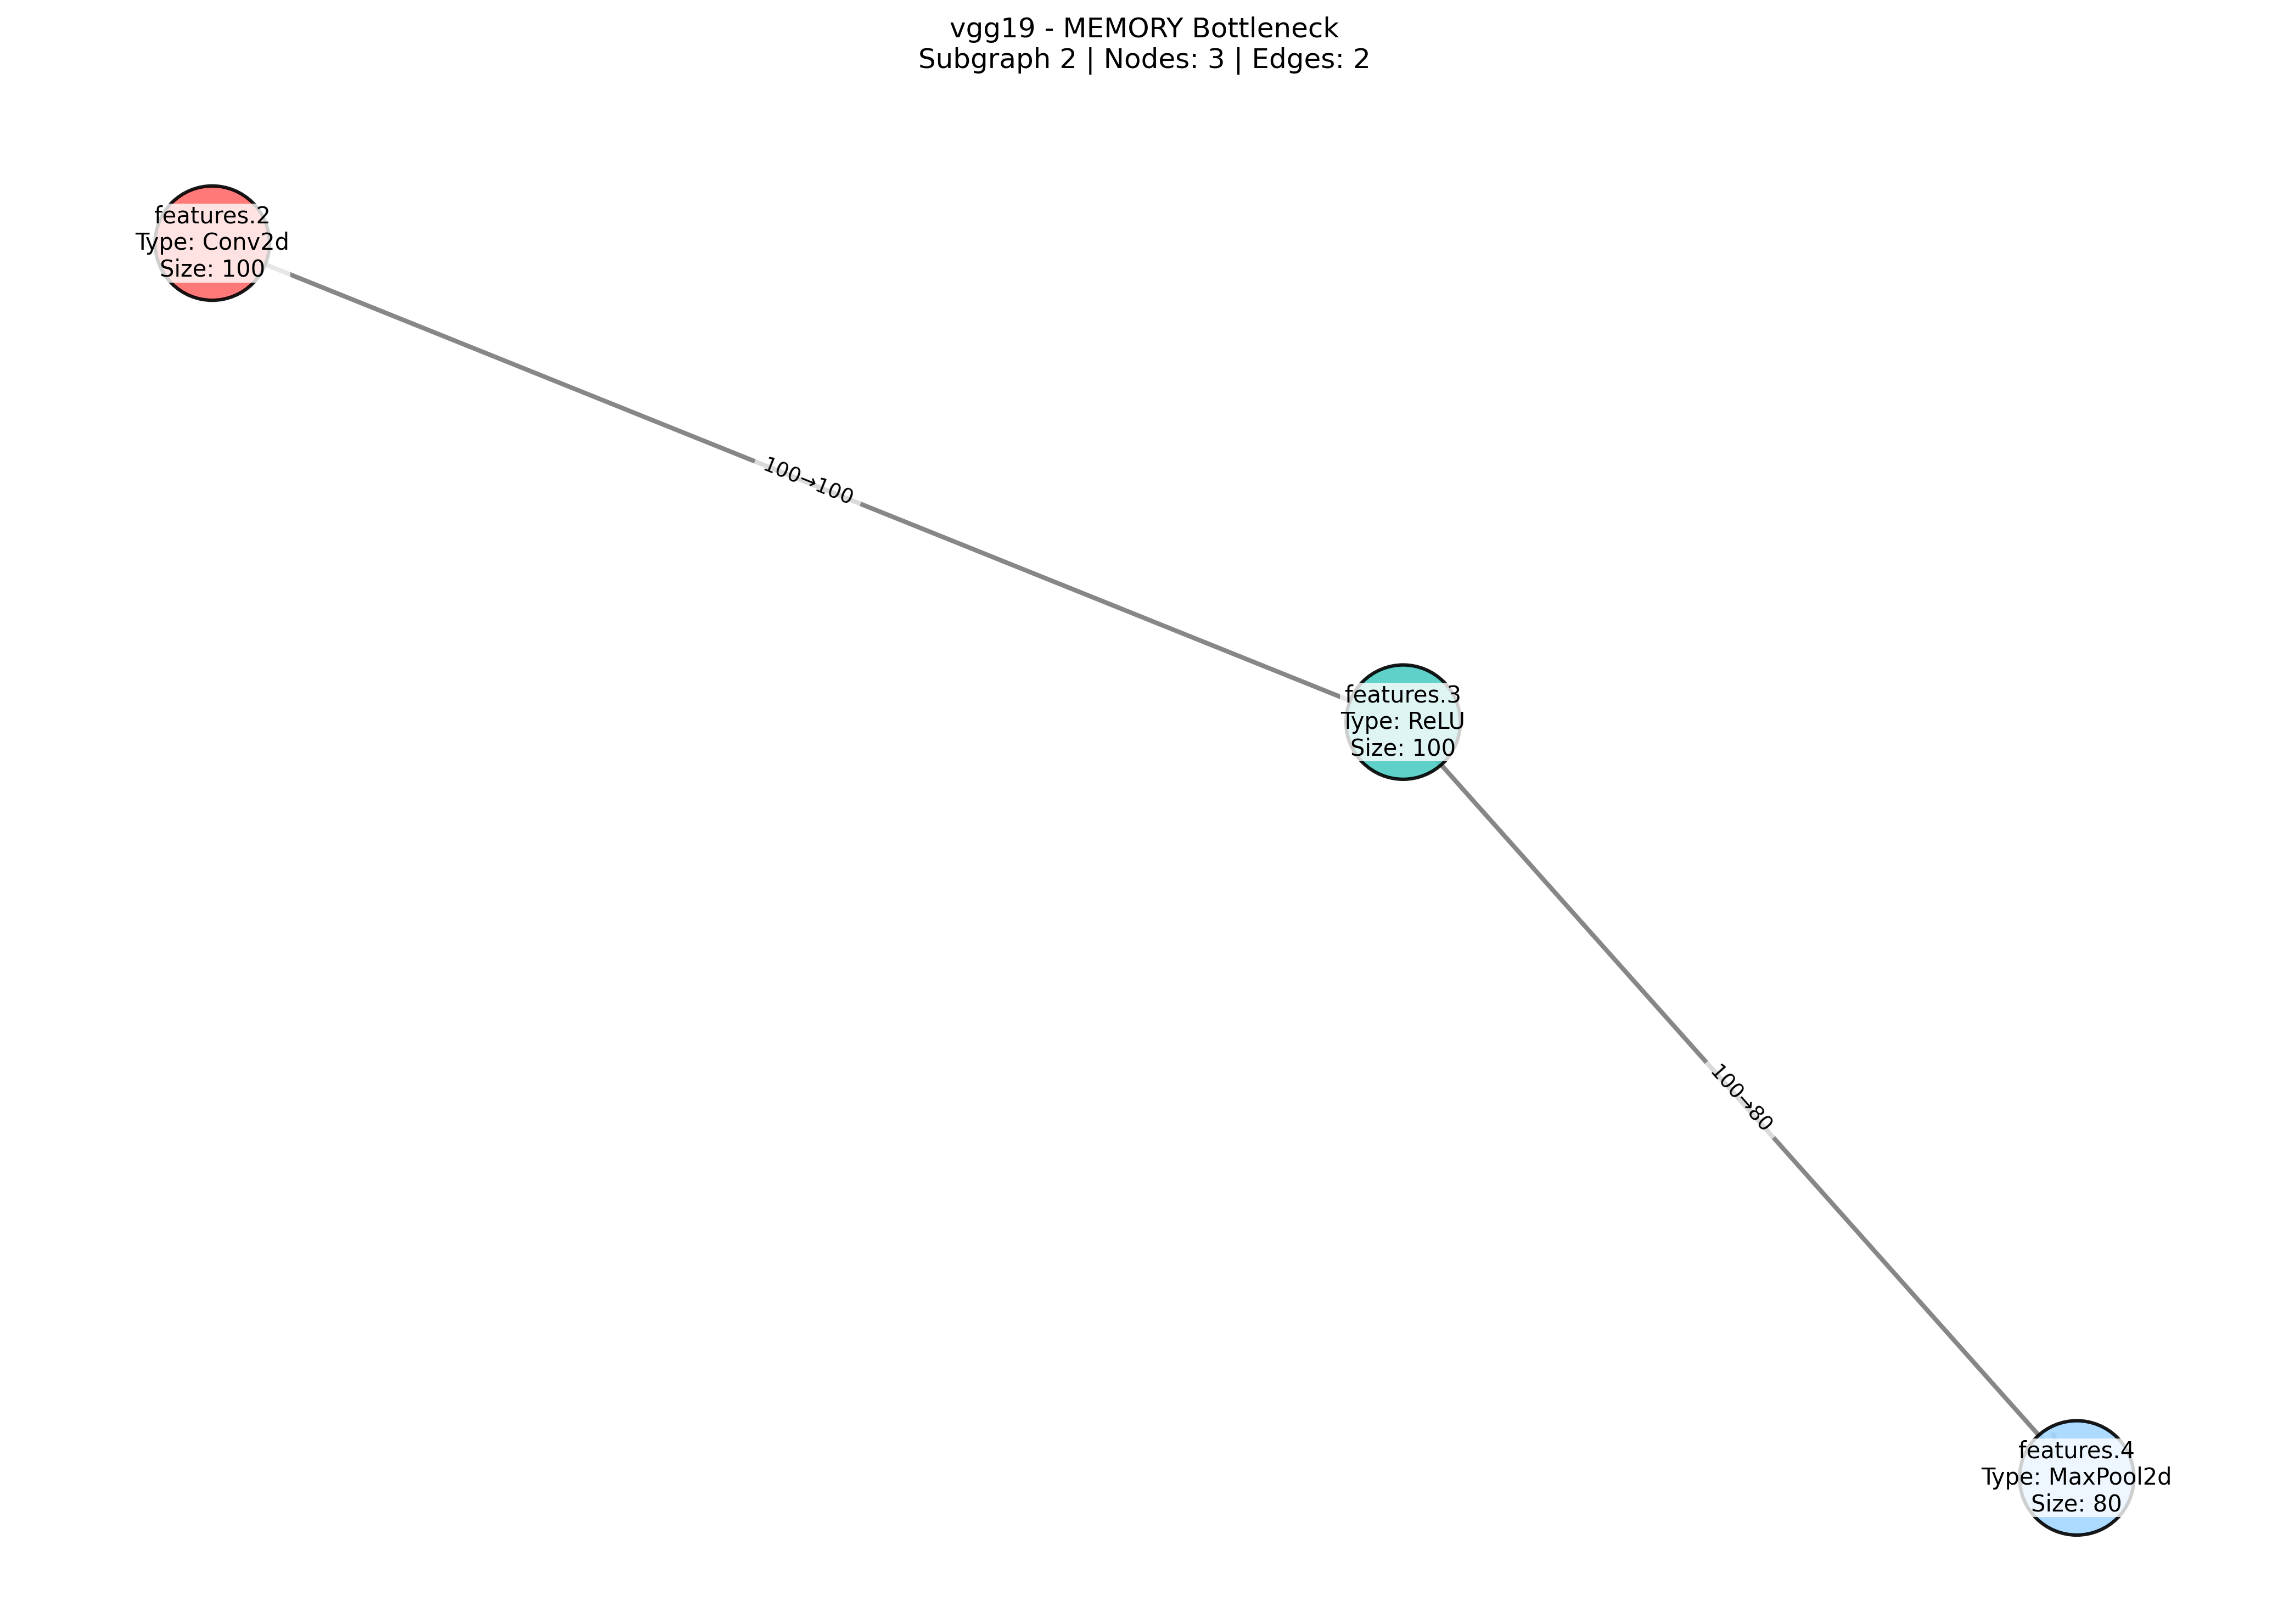 vgg19 - MEMORY Bottleneck
Subgraph 2 | Nodes: 3 | Edges: 2
features.2
Type: Conv2d
Size: 100
100→100
features.3
Type: ReLU
Size: 100
100→80
features.4
Type: MaxPool2d
Size: 80